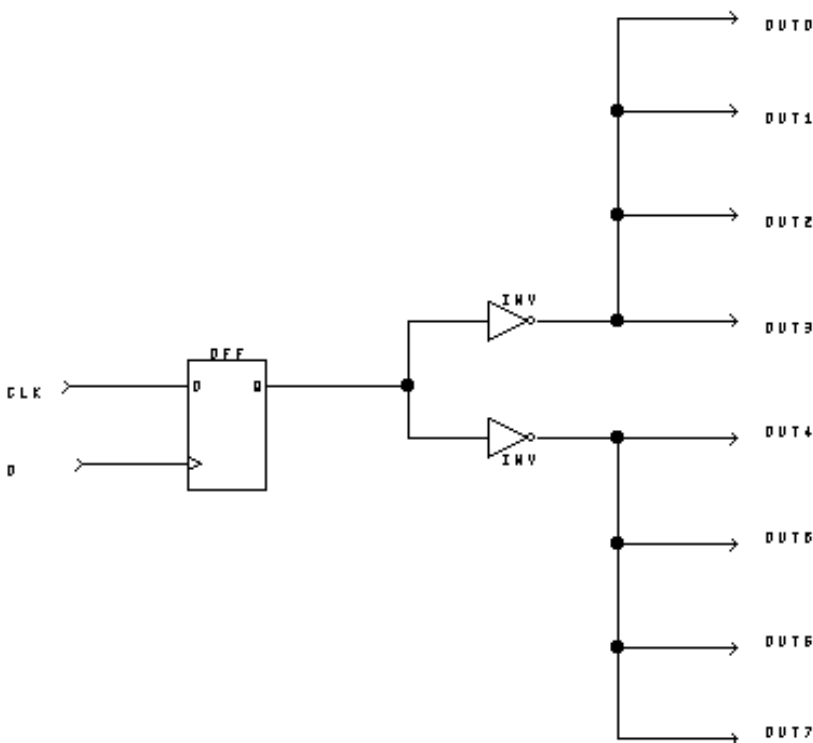 OUT0
OUT1
OUT2
INV
OUT3
DFF
CLK
D Q
OUT4
D
INV
OUT5
OUT6
OUT7